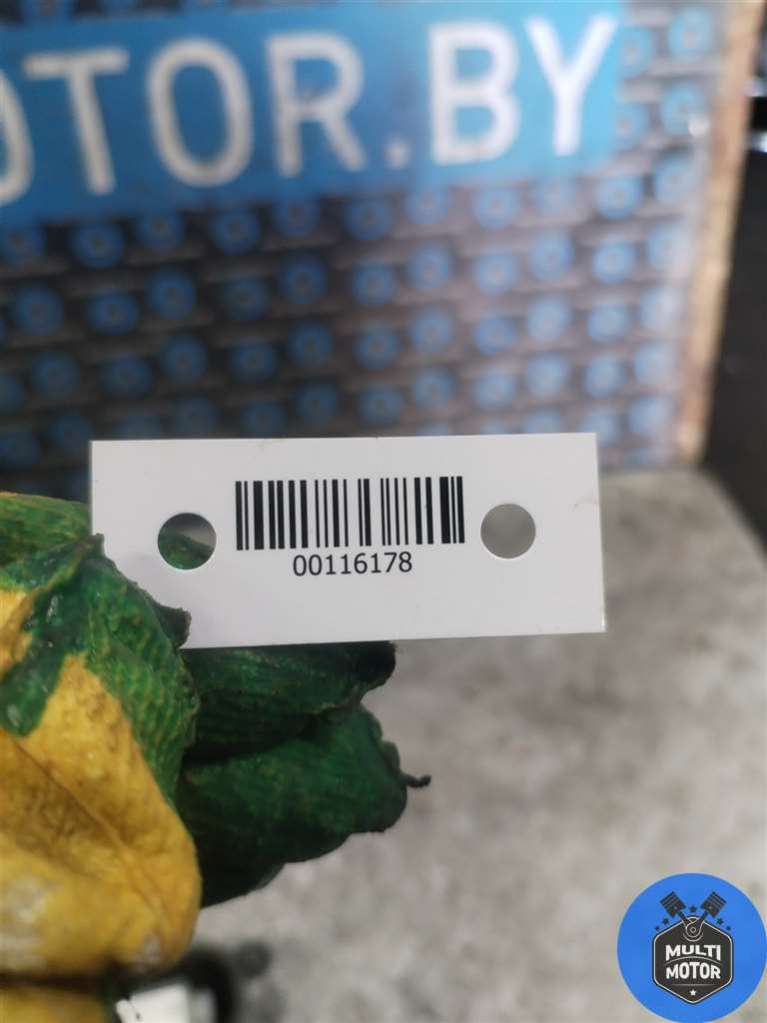 OTOR.BY
00116178
MULTI
MOTOR